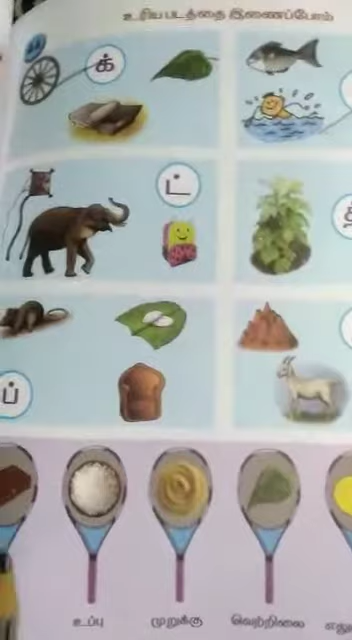 உரிய படத்தை இணைப்போம்
க்
ட்
ப்
உப்பு முறுக்கு வெற்றிலை